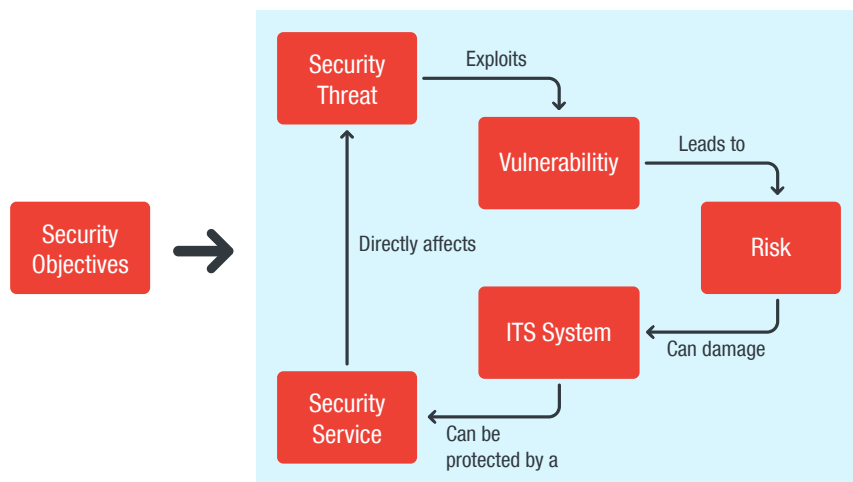 Security
Threat
Exploits
Vulnerabilitiy
Leads to
Security
Objectives
Directly affects
Risk
ITS System
Can damage
Security
Service
Can be
protected by a